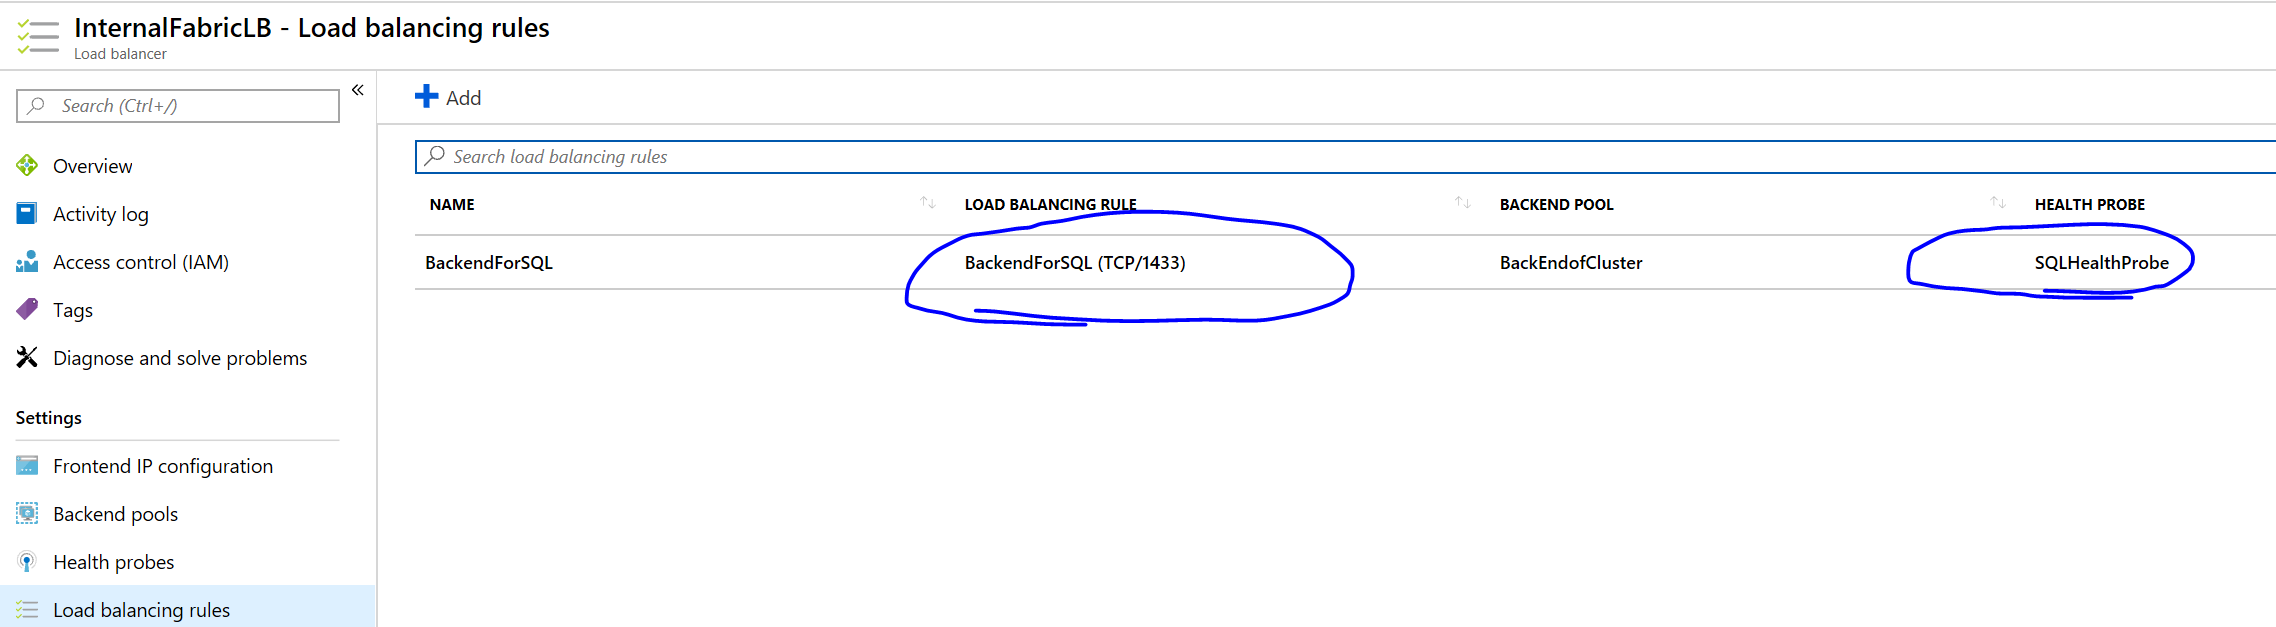 InternalFabricLB - Load balancing rules
Load balancer
Search (Ctrl+/)
«
Overview
Activity log
Access control (IAM)
Tags
Diagnose and solve problems
Settings
Frontend IP configuration
Backend pools
Health probes
Load balancing rules
Add
Search load balancing rules
NAME LOAD BALANCING RULE BACKEND POOL HEALTH PROBE
BackendForSQL BackendForSQL (TCP/1433) BackEndofCluster SQLHealthProbe